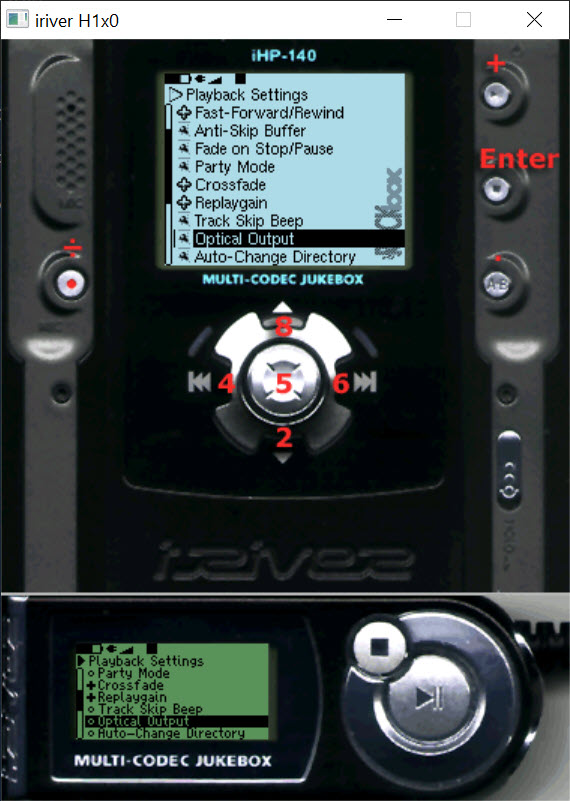 iriver H1x0
iHP-140
+
Playback Settings
Fast-Forward/Rewind
Anti-Skip Buffer
Fade on Stop/Pause
Party Mode
Crossfade
Replaygain
Track Skip Beep
Optical Output
Auto-Change Directory
Enter
ROCKbox
÷
.
A-B
MULTI-CODEC JUKEBOX
8
4
5
6
2
iriver
Playback Settings
Party Mode
Crossfade
Replaygain
Track Skip Beep
Optical Output
Auto-Change Directory
MULTI-CODEC JUKEBOX